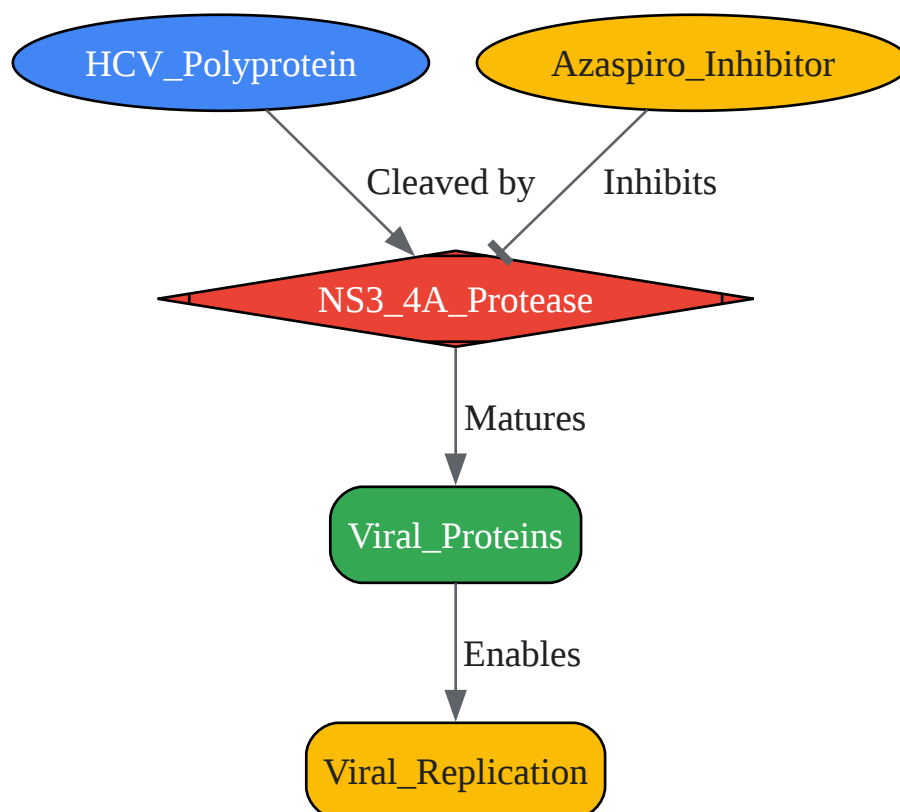 HCV_Polyprotein
Azaspiro_Inhibitor
Cleaved by
Inhibits
NS3_4A_Protease
Matures
Viral_Proteins
Enables
Viral_Replication